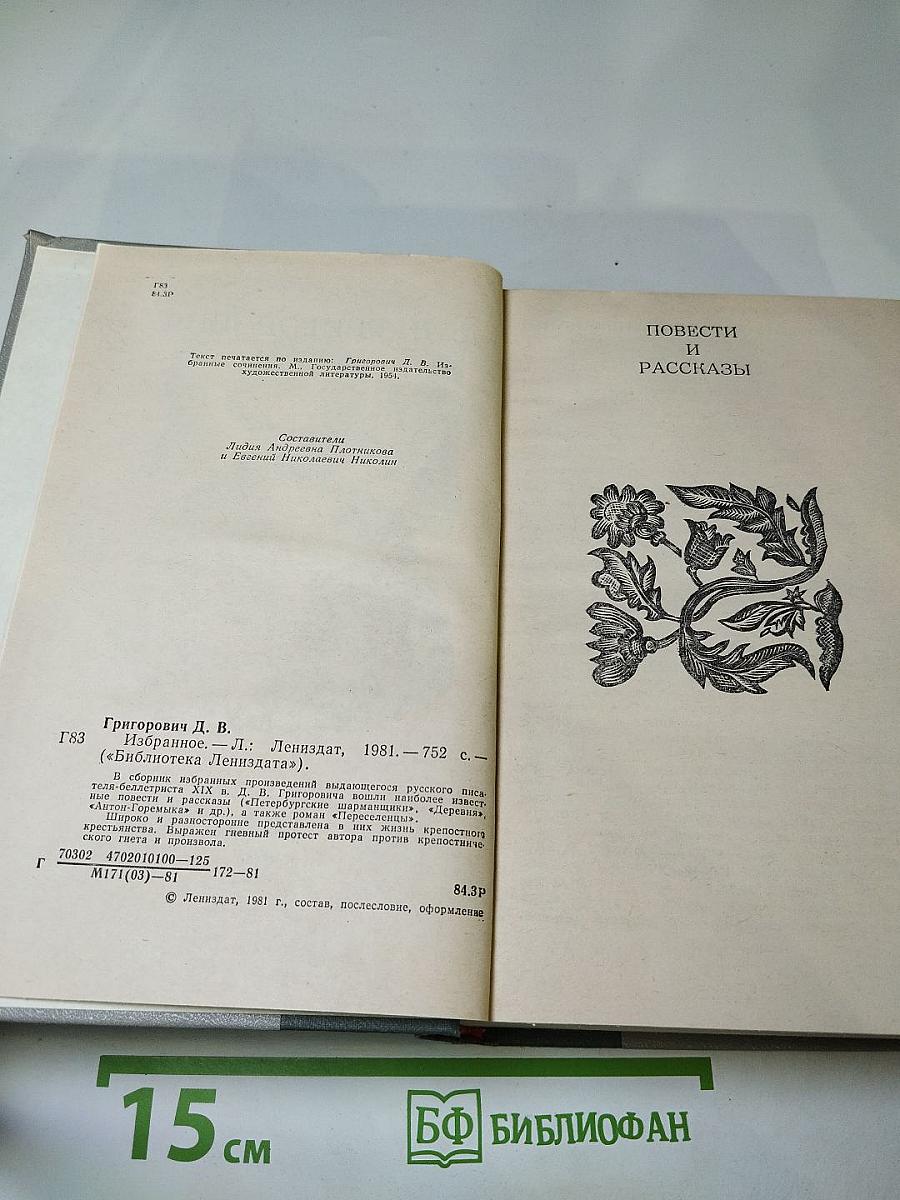 Г83
84.3Р
Текст печатается по изданию: Григорович Д. В. Из-
бранные сочинения. М., Государственное издательство
художественной литературы, 1954.
Составители
Лидия Андреевна Плотникова
и Евгений Николаевич Николин
Григорович Д. В.
Г83 Избранное. — Л.: Лениздат, 1981. — 752 с. —
(«Библиотека Лениздата»).
В сборник избранных произведений выдающегося русского писа-
теля-беллетриста XIX в. Д. В. Григоровича вошли наиболее извест-
ные повести и рассказы («Петербургские шарманщики», «Деревня»,
«Антон-Горемыка» и др.), а также роман «Переселенцы».
Широко и разносторонне представлена в них жизнь крепостного
крестьянства. Выражен гневный протест автора против крепостниче-
ского гнета и произвола.
Г 70302 4702010100—125
М171(03)—81 172—81
84.3Р
© Лениздат, 1981 г., состав, послесловие, оформление
ПОВЕСТИ
И
РАССКАЗЫ
15 см БФ БИБЛИОФАН